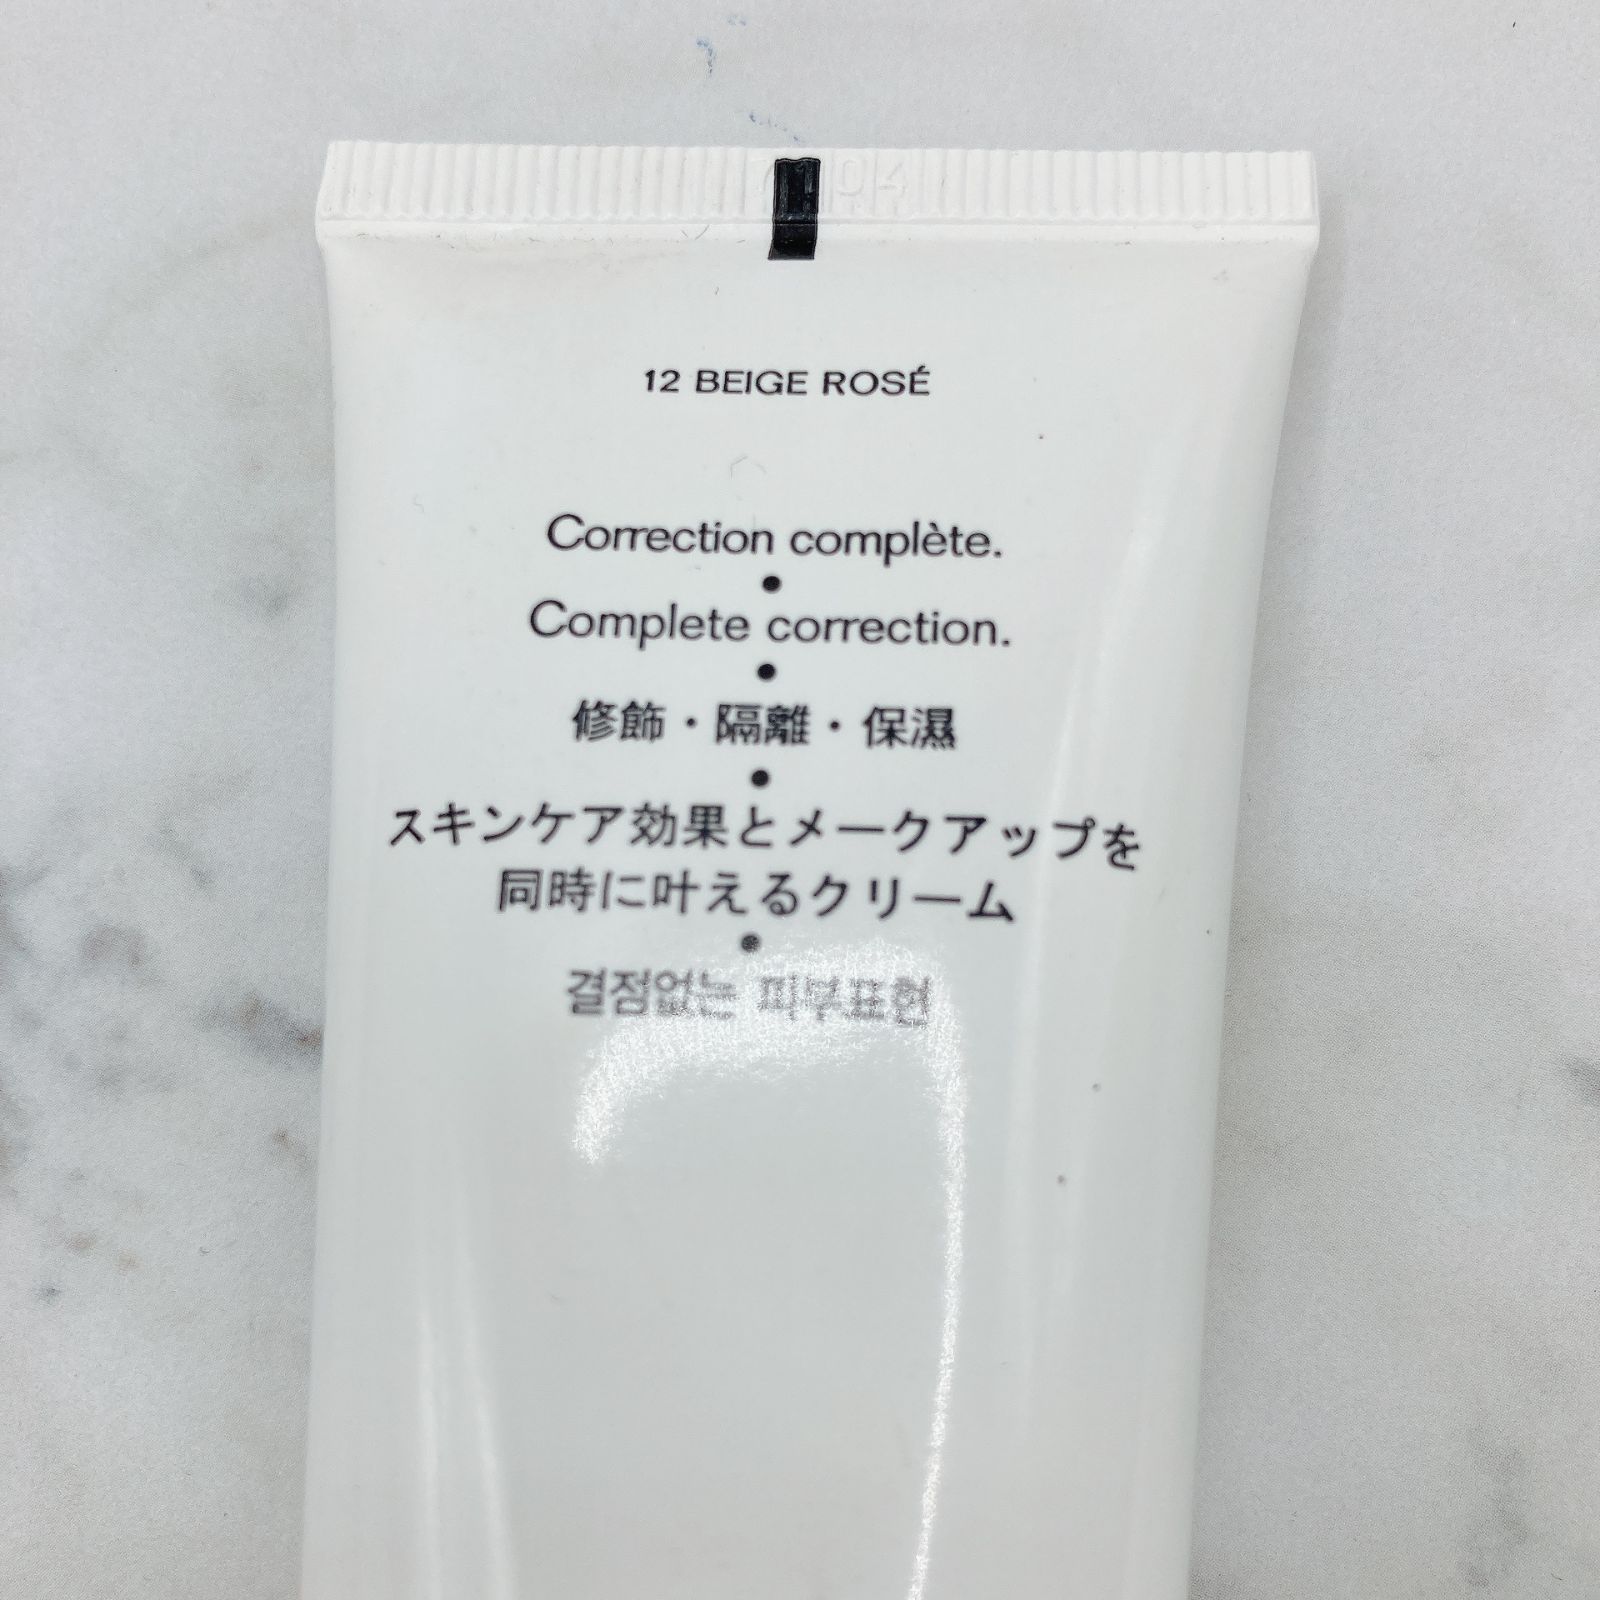 12 BEIGE ROSÉ
Correction complète.
•
Complete correction.
•
修飾・隔離・保濕
•
スキンケア効果とメークアップを
同時に叶えるクリーム
•
결점없는 피부표현